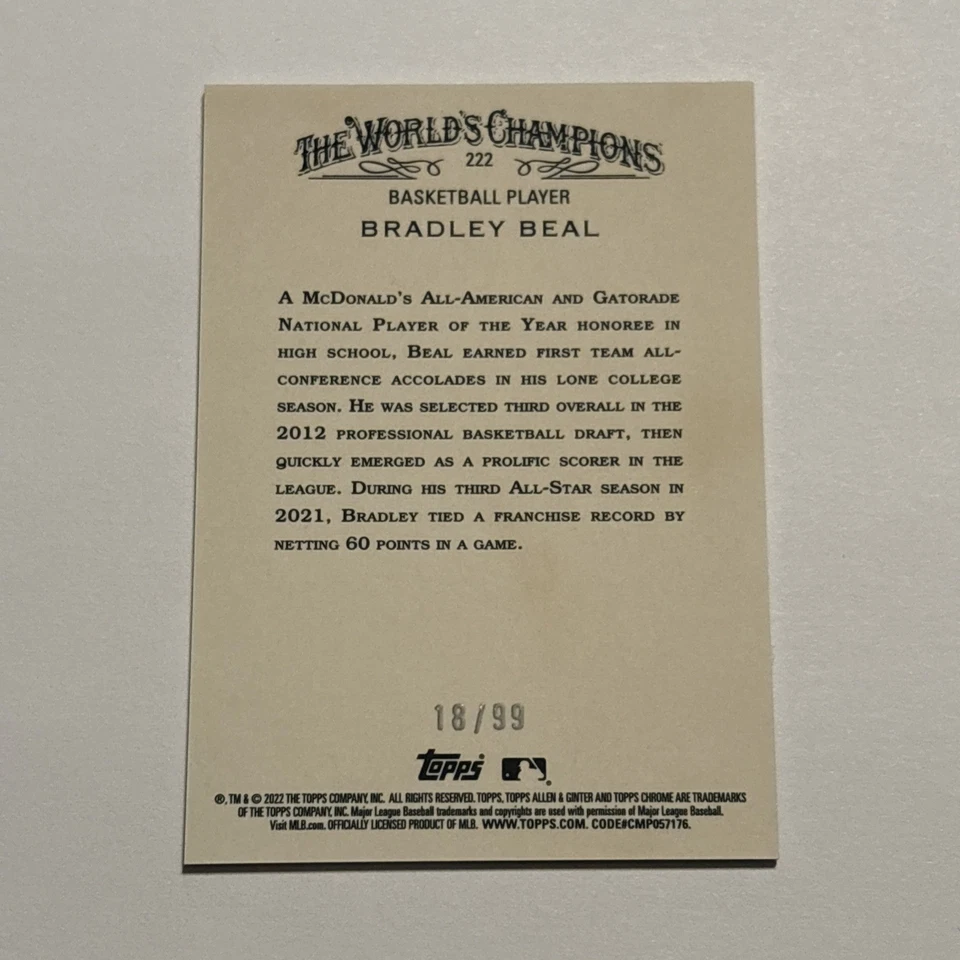 THE WORLD'S CHAMPIONS
222
BASKETBALL PLAYER
BRADLEY BEAL
A McDonald's All-American and Gatorade
National Player of the Year honoree in
high school, Beal earned first team all-
conference accolades in his lone college
season. He was selected third overall in the
2012 professional basketball draft, then
quickly emerged as a prolific scorer in the
league. During his third All-Star season in
2021, Bradley tied a franchise record by
netting 60 points in a game.
18/99
topps ®
®, TM & © 2022 THE TOPPS COMPANY, INC. ALL RIGHTS RESERVED. TOPPS, TOPPS ALLEN & GINTER AND TOPPS CHROME ARE TRADEMARKS
OF THE TOPPS COMPANY, INC. Major League Baseball trademarks and copyrights are used with permission of Major League Baseball.
Visit MLB.com. OFFICIALLY LICENSED PRODUCT OF MLB. WWW.TOPPS.COM. CODE#CMP057176.